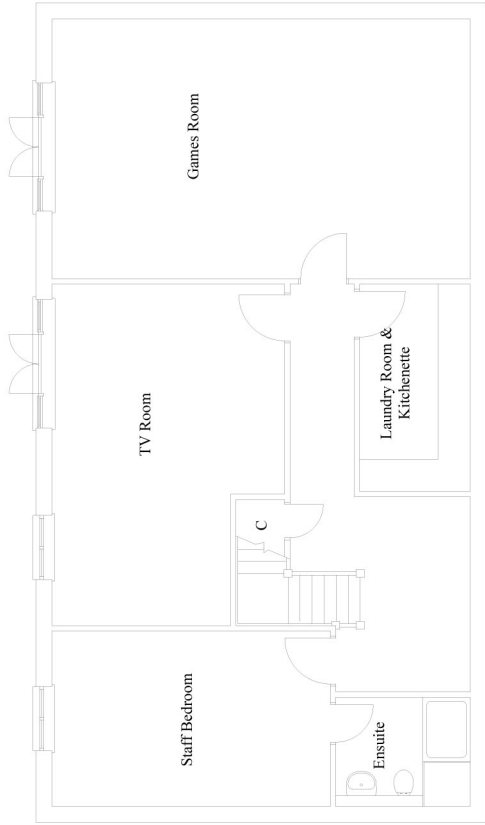 Games Room
TV Room
Laundry Room &
Kitchenette
C
Staff Bedroom
Ensuite